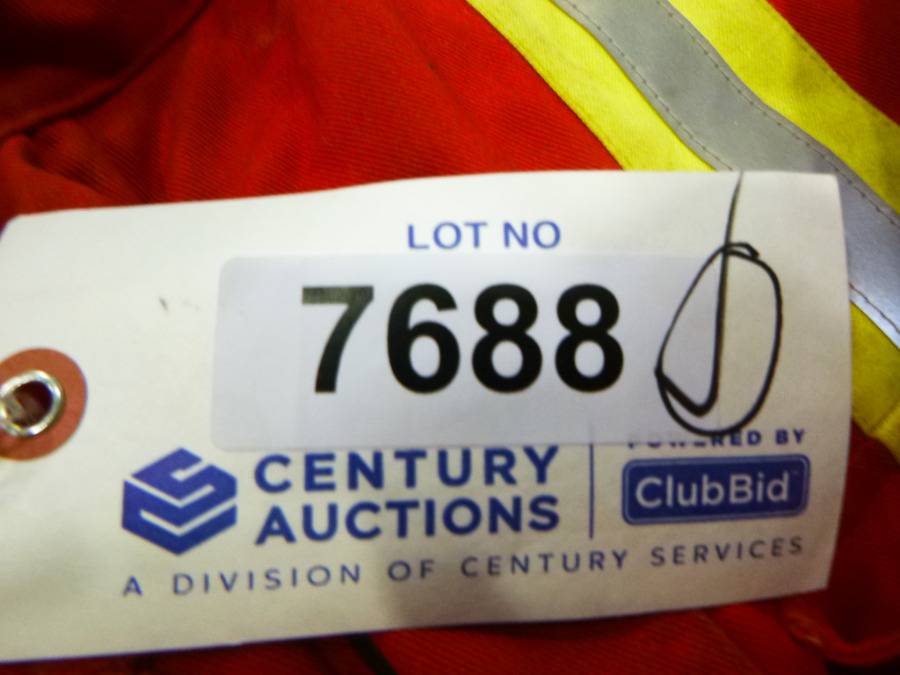 LOT NO
7688
CENTURY
AUCTIONS
POWERED BY
ClubBid
A DIVISION OF CENTURY SERVICES